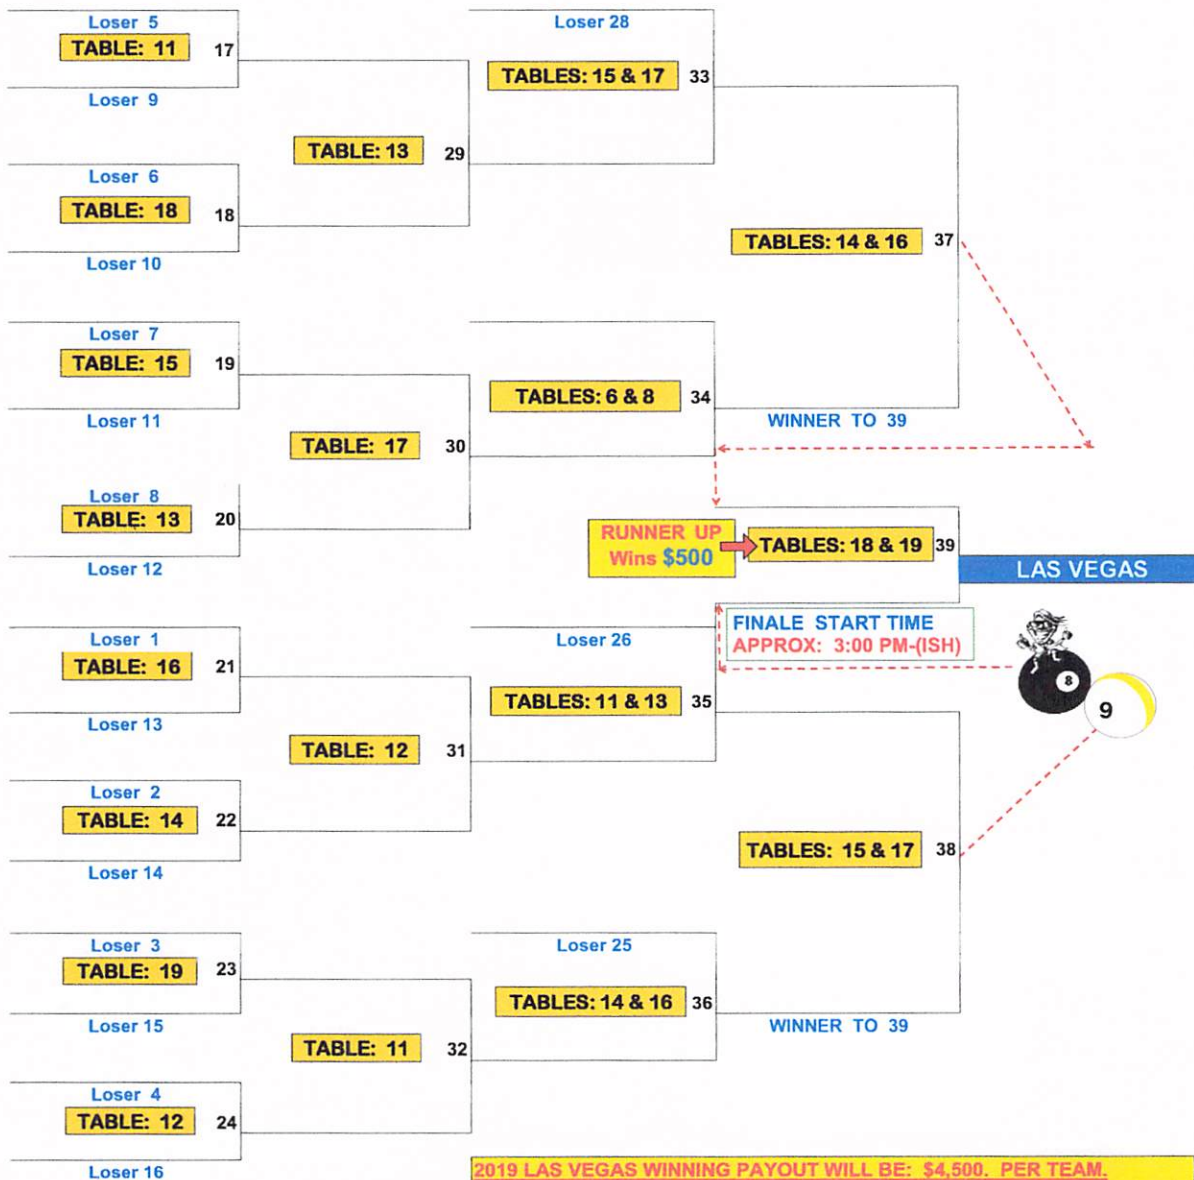 Loser 5
TABLE: 11 17
Loser 9
Loser 6
TABLE: 18 18
Loser 10
Loser 7
TABLE: 15 19
Loser 11
Loser 8
TABLE: 13 20
Loser 12
Loser 1
TABLE: 16 21
Loser 13
Loser 2
TABLE: 14 22
Loser 14
Loser 3
TABLE: 19 23
Loser 15
Loser 4
TABLE: 12 24
Loser 16
TABLE: 13 29
TABLE: 17 30
TABLE: 12 31
TABLE: 11 32
Loser 28
TABLES: 15 & 17 33
TABLES: 6 & 8 34
Loser 26
TABLES: 11 & 13 35
Loser 25
TABLES: 14 & 16 36
TABLES: 14 & 16 37
WINNER TO 39
RUNNER UP
Wins $500
TABLES: 18 & 19 39
LAS VEGAS
FINALE START TIME
APPROX: 3:00 PM-(ISH)
8
9
TABLES: 15 & 17 38
WINNER TO 39
2019 LAS VEGAS WINNING PAYOUT WILL BE: $4,500. PER TEAM.